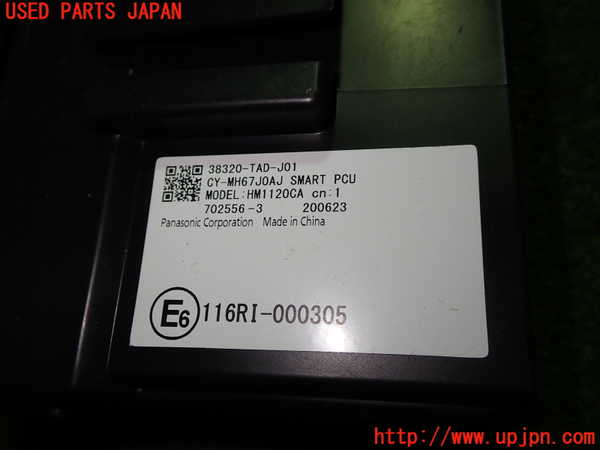 USED PARTS JAPAN
38320-TAD-J01
CY-MH67J0AJ SMART PCU
MODEL:HM1120CA cn:1
702556-3 200623
Panasonic Corporation Made in China
E6 116RI-000305
http://www.upjpn.com/